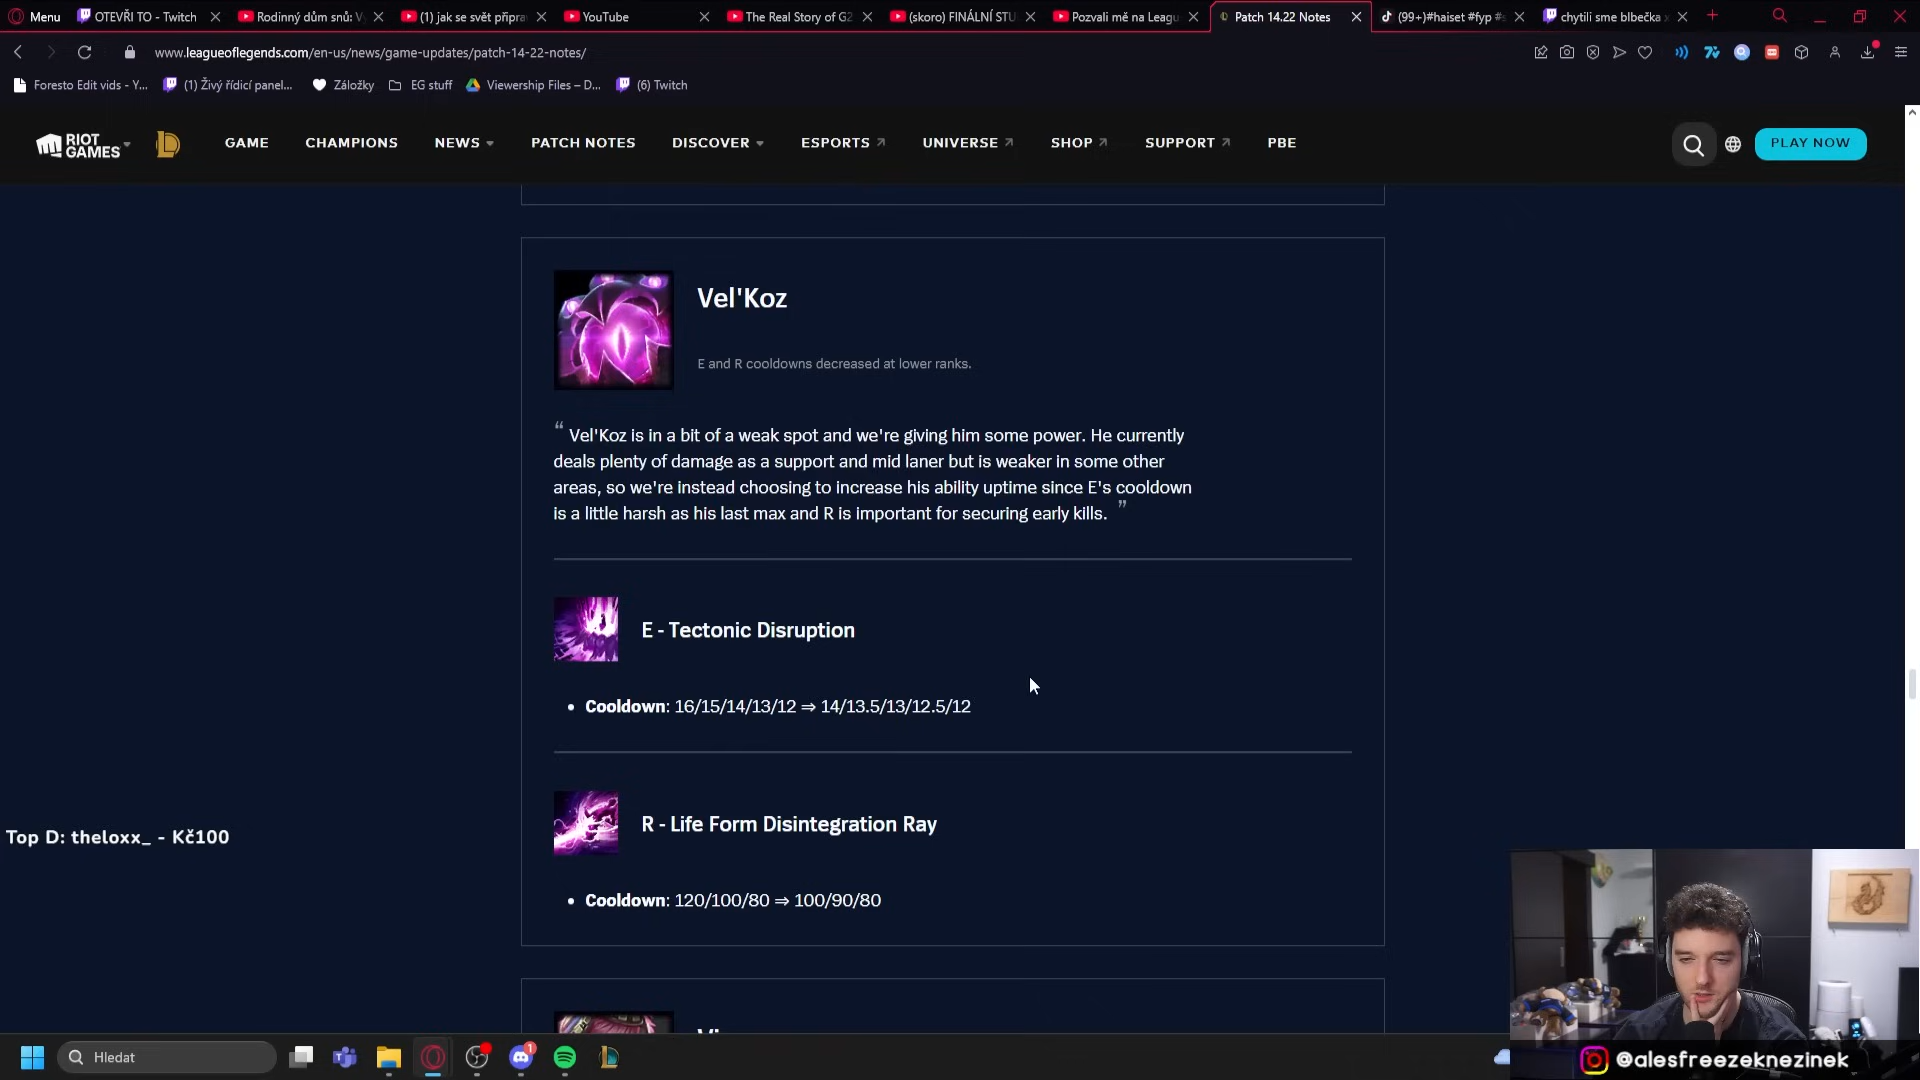 Menu
OTEVŘI TO - Twitch
Rodinný dům snů: V
(1) jak se svět připra
YouTube
The Real Story of G2
(skoro) FINÁLNÍ STU
Pozvali mě na Leagu
Patch 14.22 Notes
(99+)#haiset #fyp #
chytili sme blbečka
www.leagueoflegends.com/en-us/news/game-updates/patch-14-22-notes/
Foresto Edit vids - Y...
(1) Živý řídicí panel...
Záložky
EG stuff
Viewership Files – D...
(6) Twitch
RIOT GAMES
GAME
CHAMPIONS
NEWS
PATCH NOTES
DISCOVER
ESPORTS
UNIVERSE
SHOP
SUPPORT
PBE
PLAY NOW
Vel'Koz
E and R cooldowns decreased at lower ranks.
“ Vel'Koz is in a bit of a weak spot and we're giving him some power. He currently
deals plenty of damage as a support and mid laner but is weaker in some other
areas, so we're instead choosing to increase his ability uptime since E's cooldown
is a little harsh as his last max and R is important for securing early kills. ”
E - Tectonic Disruption
• Cooldown: 16/15/14/13/12 ⇒ 14/13.5/13/12.5/12
R - Life Form Disintegration Ray
• Cooldown: 120/100/80 ⇒ 100/90/80
Top D: theloxx_ - Kč100
Hledat
1
@alesfreezeknezinek